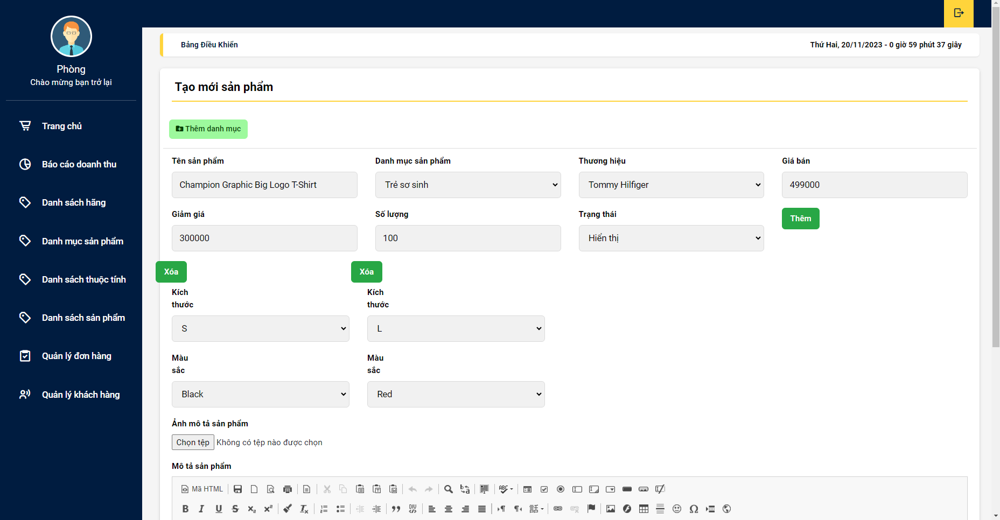 Phòng
Chào mừng bạn trở lại
Trang chủ
Báo cáo doanh thu
Danh sách hãng
Danh mục sản phẩm
Danh sách thuộc tính
Danh sách sản phẩm
Quản lý đơn hàng
Quản lý khách hàng
Bảng Điều Khiển
Thứ Hai, 20/11/2023 - 0 giờ 59 phút 37 giây
Tạo mới sản phẩm
Thêm danh mục
Tên sản phẩm Danh mục sản phẩm Thương hiệu Giá bán
Champion Graphic Big Logo T-Shirt Trẻ sơ sinh Tommy Hilfiger 499000
Giảm giá Số lượng Trạng thái Thêm
300000 100 Hiển thị
Xóa Xóa
Kích Kích
thước thước
S L
Màu Màu
sắc sắc
Black Red
Ảnh mô tả sản phẩm
Chọn tệp Không có tệp nào được chọn
Mô tả sản phẩm
Mã HTML